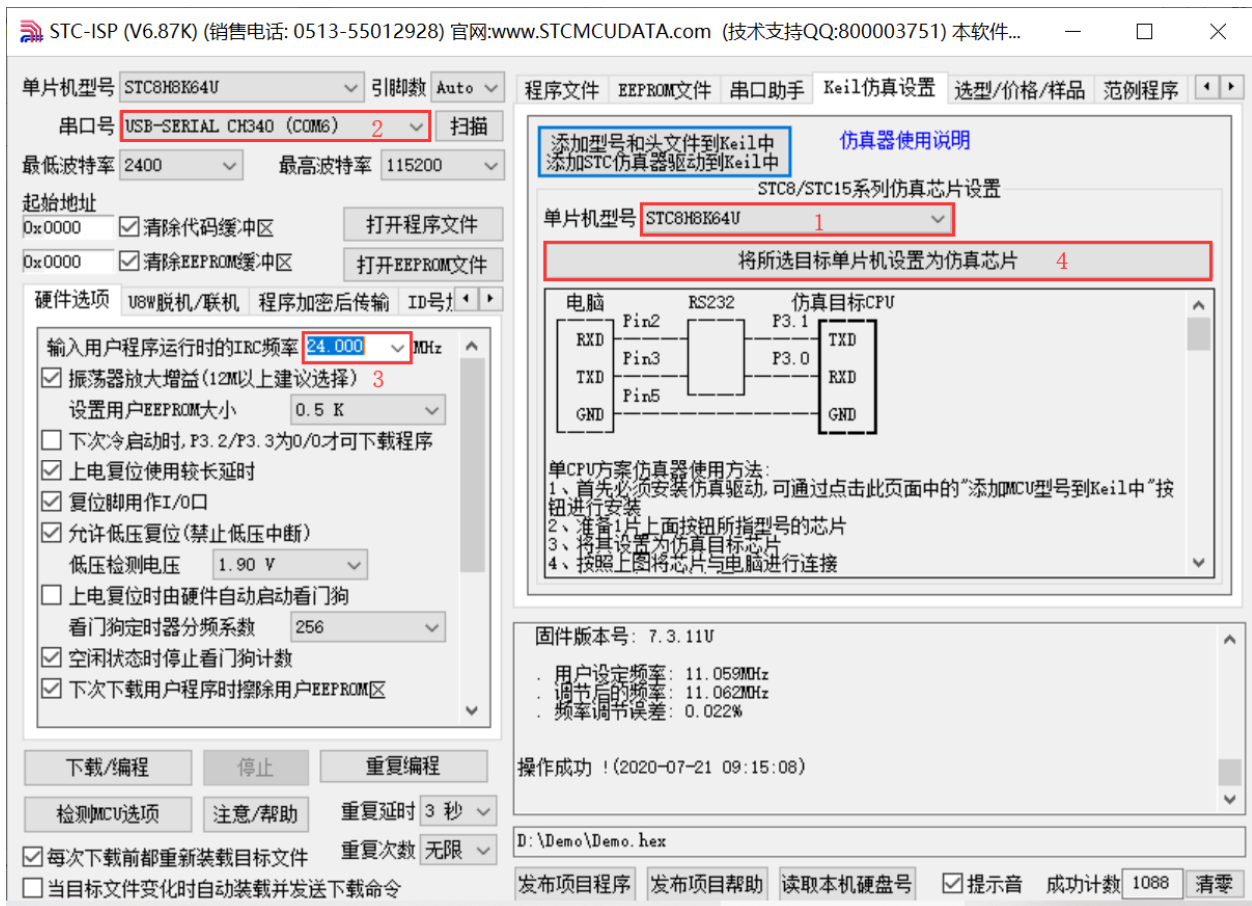 STC-ISP (V6.87K) (销售电话: 0513-55012928) 官网:www.STCMCUDATA.com (技术支持QQ:800003751) 本软件...
单片机型号 STC8H8K64U 引脚数 Auto
串口号 USB-SERIAL CH340 (COM6) 2 扫描
最低波特率 2400 最高波特率 115200
起始地址
0x0000 清除代码缓冲区 打开程序文件
0x0000 清除EEPROM缓冲区 打开EEPROM文件
硬件选项 U8W脱机/联机 程序加密后传输 ID号
输入用户程序运行时的IRC频率 24.000 MHz
振荡器放大增益(12M以上建议选择) 3
设置用户EEPROM大小 0.5 K
下次冷启动时,P3.2/P3.3为0/0才可下载程序
上电复位使用较长延时
复位脚用作I/O口
允许低压复位(禁止低压中断)
低压检测电压 1.90 V
上电复位时由硬件自动启动看门狗
看门狗定时器分频系数 256
空闲状态时停止看门狗计数
下次下载用户程序时擦除用户EEPROM区
下载/编程 停止 重复编程
检测MCU选项 注意/帮助 重复延时 3 秒
每次下载前都重新装载目标文件 重复次数 无限
当目标文件变化时自动装载并发送下载命令
程序文件 EEPROM文件 串口助手 Keil仿真设置 选型/价格/样品 范例程序
添加型号和头文件到Keil中 仿真器使用说明
添加STC仿真器驱动到Keil中
STC8/STC15系列仿真芯片设置
单片机型号 STC8H8K64U 1
将所选目标单片机设置为仿真芯片 4
电脑 RS232 仿真目标CPU
Pin2 P3.1
RXD TXD
Pin3 P3.0
TXD RXD
Pin5
GND GND
单CPU方案仿真器使用方法:
1、首先必须安装仿真驱动,可通过点击此页面中的"添加MCU型号到Keil中"按
钮进行安装
2、准备1片上面按钮所指型号的芯片
3、将其设置为仿真目标芯片
4、按照上图将芯片与电脑进行连接
固件版本号: 7.3.11U
. 用户设定频率: 11.059MHz
. 调节后的频率: 11.062MHz
. 频率调节误差: 0.022%
操作成功 !(2020-07-21 09:15:08)
D:\Demo\Demo.hex
发布项目程序 发布项目帮助 读取本机硬盘号 提示音 成功计数 1088 清零